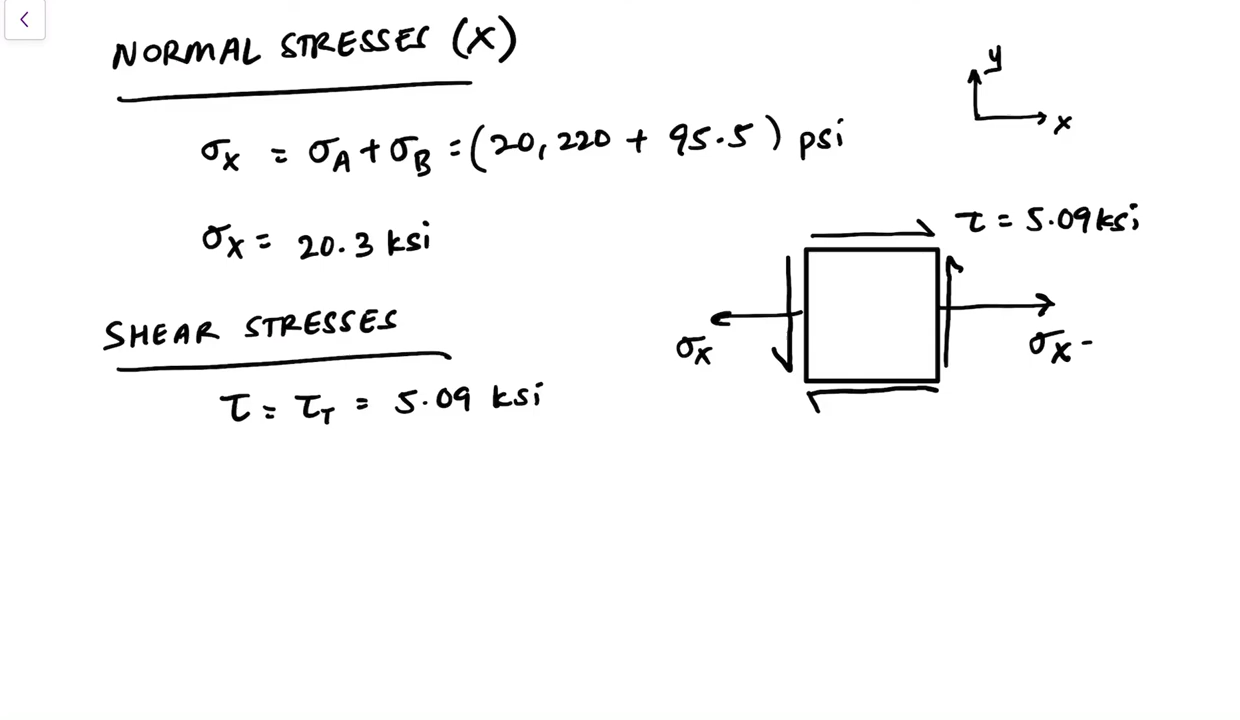 NORMAL STRESSES (X)
y
x
σx = σA + σB = (20,220 + 95.5) psi
σx = 20.3 ksi
τ = 5.09 ksi
σx
σx -
SHEAR STRESSES
τ = τT = 5.09 ksi